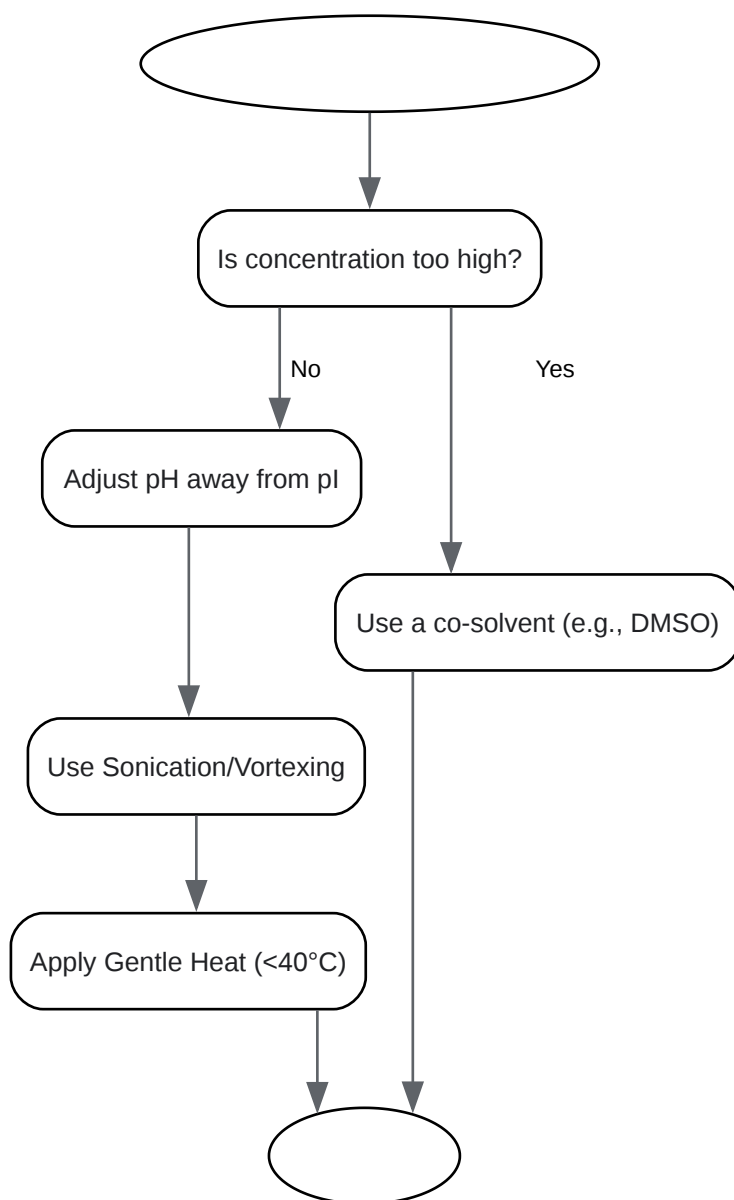 Is concentration too high?
No
Yes
Adjust pH away from pI
Use a co-solvent (e.g., DMSO)
Use Sonication/Vortexing
Apply Gentle Heat (<40°C)